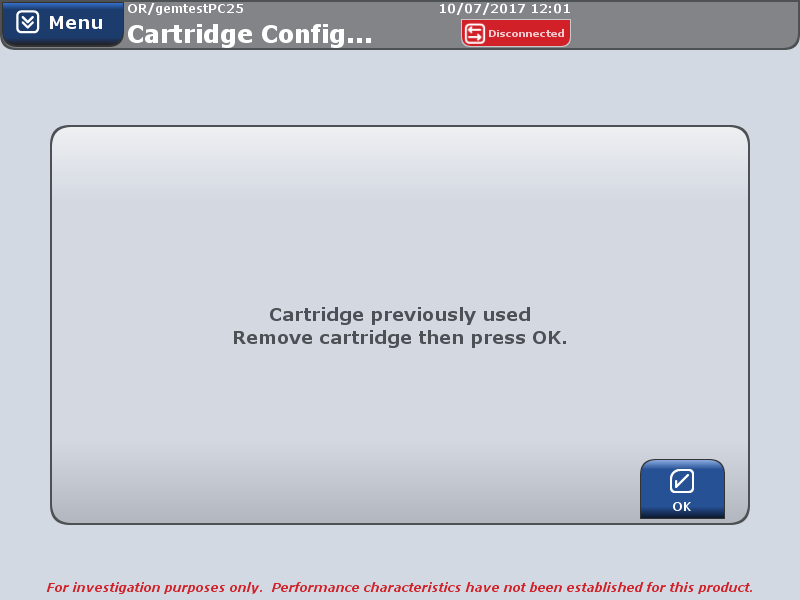 Menu
OR/gemtestPC25
10/07/2017 12:01
Cartridge Config...
Disconnected
Cartridge previously used
Remove cartridge then press OK.
OK
For investigation purposes only.  Performance characteristics have not been established for this product.